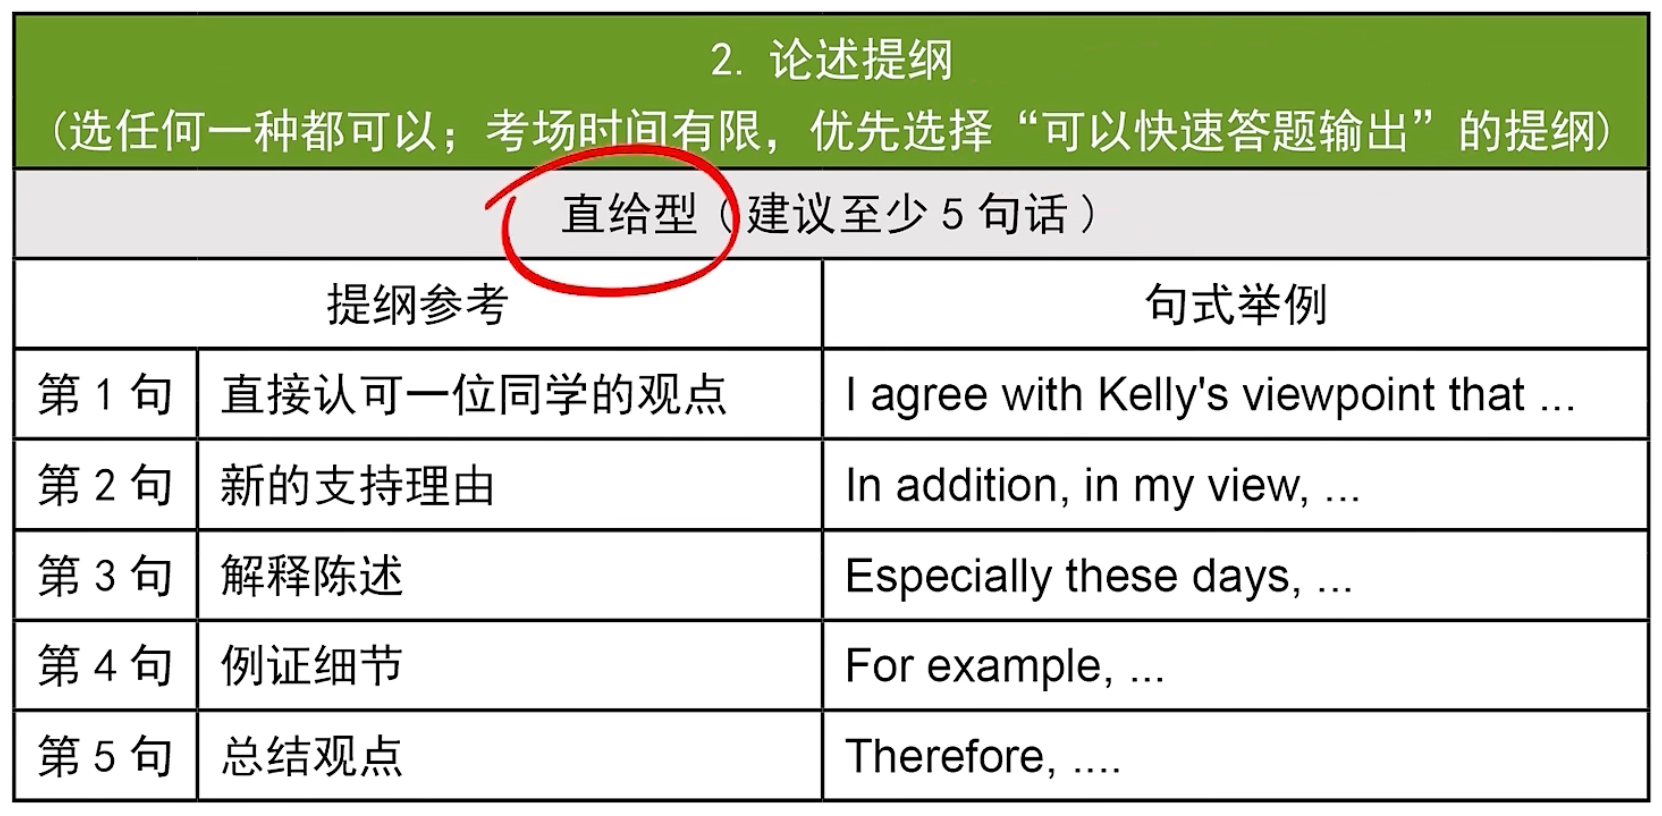 2. 论述提纲
(选任何一种都可以；考场时间有限，优先选择“可以快速答题输出”的提纲)
直给型（建议至少5句话）
提纲参考 句式举例
第1句 直接认可一位同学的观点 I agree with Kelly's viewpoint that ...
第2句 新的支持理由 In addition, in my view, ...
第3句 解释陈述 Especially these days, ...
第4句 例证细节 For example, ...
第5句 总结观点 Therefore, ....